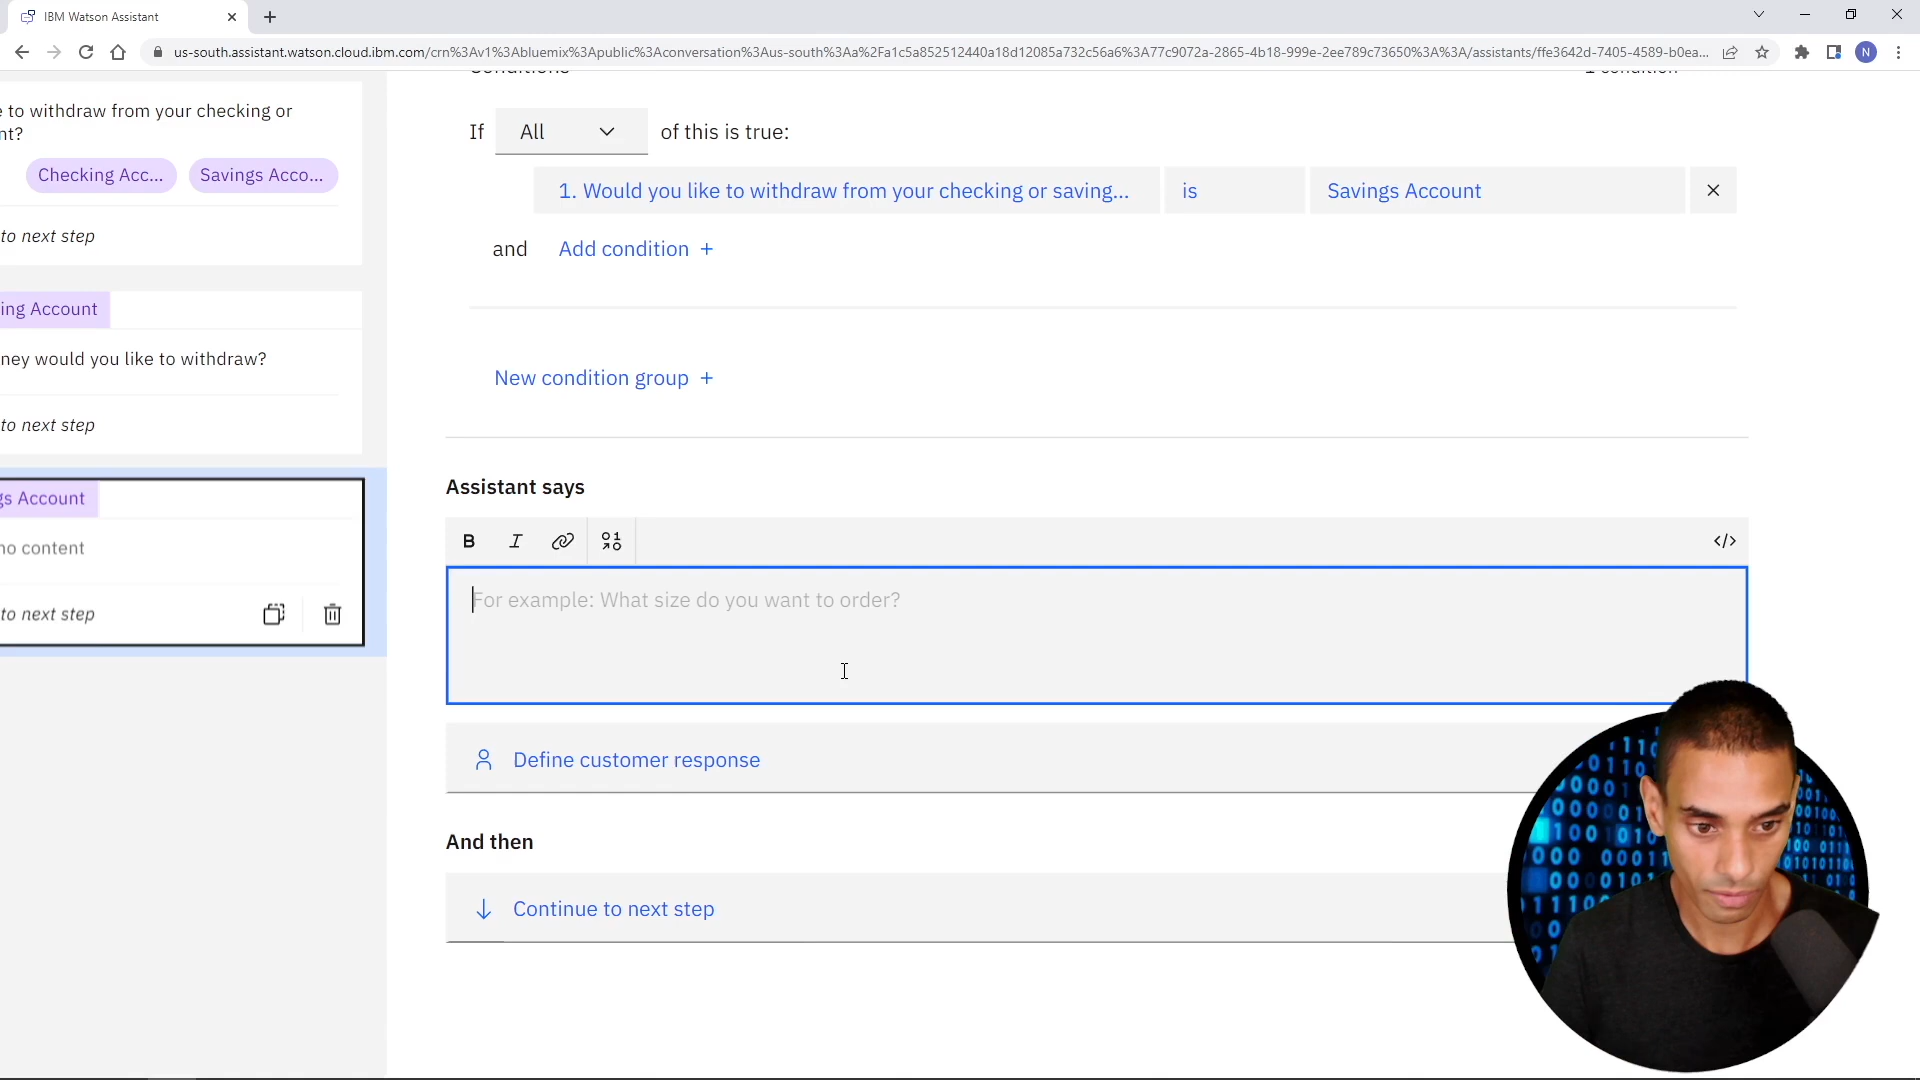 IBM Watson Assistant
us-south.assistant.watson.cloud.ibm.com/crn%3Av1%3Abluemix%3Apublic%3Aconversation%3Aus-south%3Aa%2Fa1c5a852512440a18d12085a732c56a6%3A77c9072a-2865-4b18-999e-2ee789c73650%3A%3A/assistants/ffe3642d-7405-4589-b0ea...
N
Conditions
1 condition
e to withdraw from your checking or
nt?
Checking Acc...
Savings Acco...
to next step
ing Account
ney would you like to withdraw?
to next step
gs Account
no content
to next step
If All of this is true:
1. Would you like to withdraw from your checking or saving... is Savings Account
and Add condition +
New condition group +
Assistant says
B I
</>
For example: What size do you want to order?
Define customer response
And then
Continue to next step